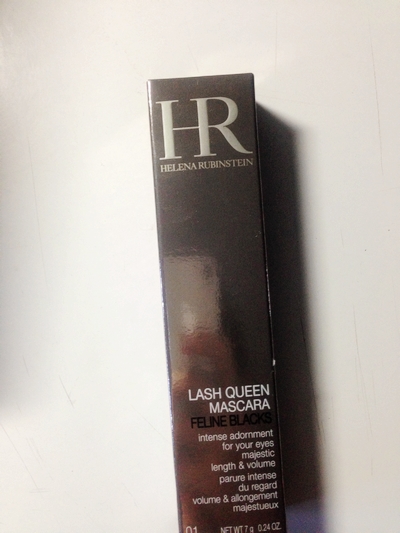 HR
HELENA RUBINSTEIN
LASH QUEEN
MASCARA
FELINE BLACKS
intense adornment
for your eyes
majestic
length & volume
parure intense
du regard
volume & allongement
majestueux
01 NET WT 7 g 0.24 OZ.